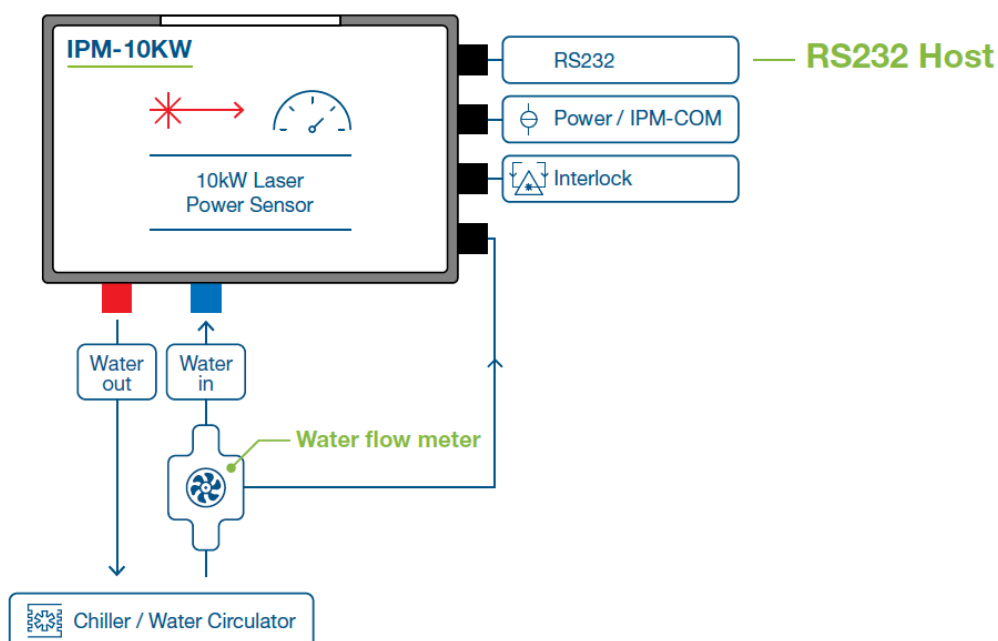 IPM-10KW
10kW Laser
Power Sensor
RS232
RS232 Host
Power / IPM-COM
Interlock
Water
out
Water
in
Water flow meter
Chiller / Water Circulator